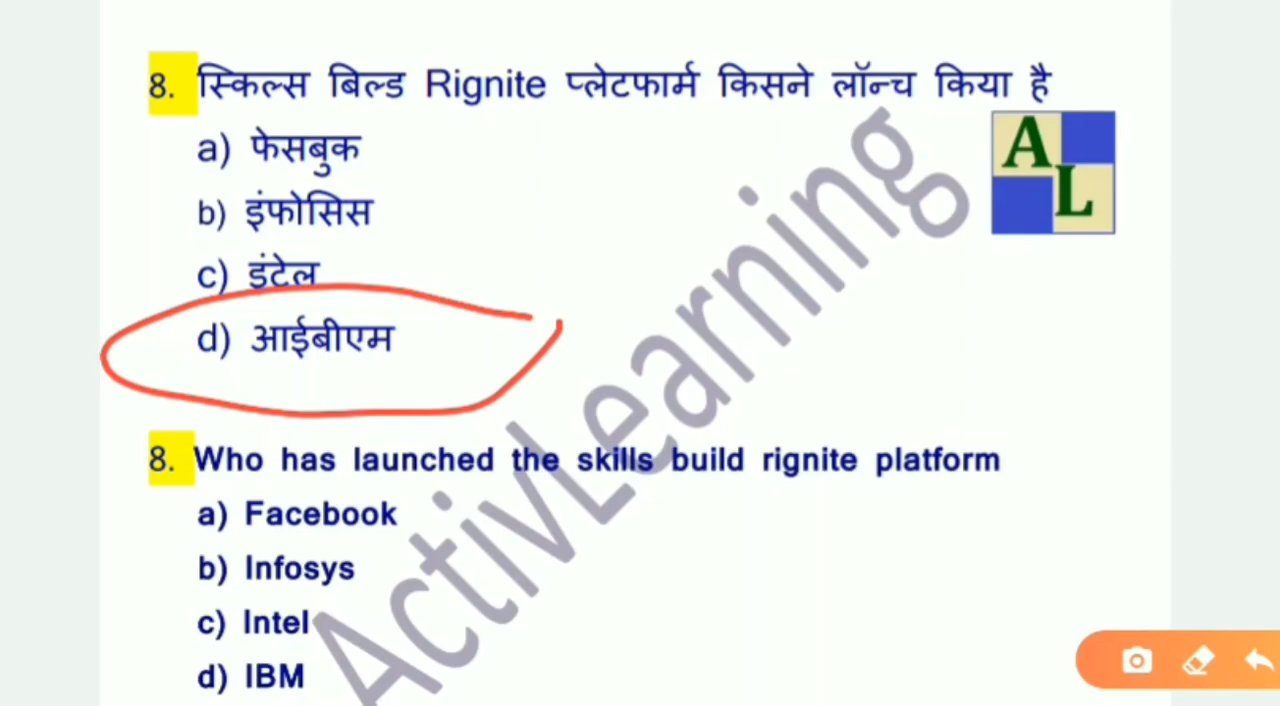 8. स्किल्स बिल्ड Rignite प्लेटफार्म किसने लॉन्च किया है
a) फेसबुक
b) इंफोसिस
c) इंटेल
d) आईबीएम
A
L
8. Who has launched the skills build rignite platform
a) Facebook
b) Infosys
c) Intel
d) IBM
ActivLearning